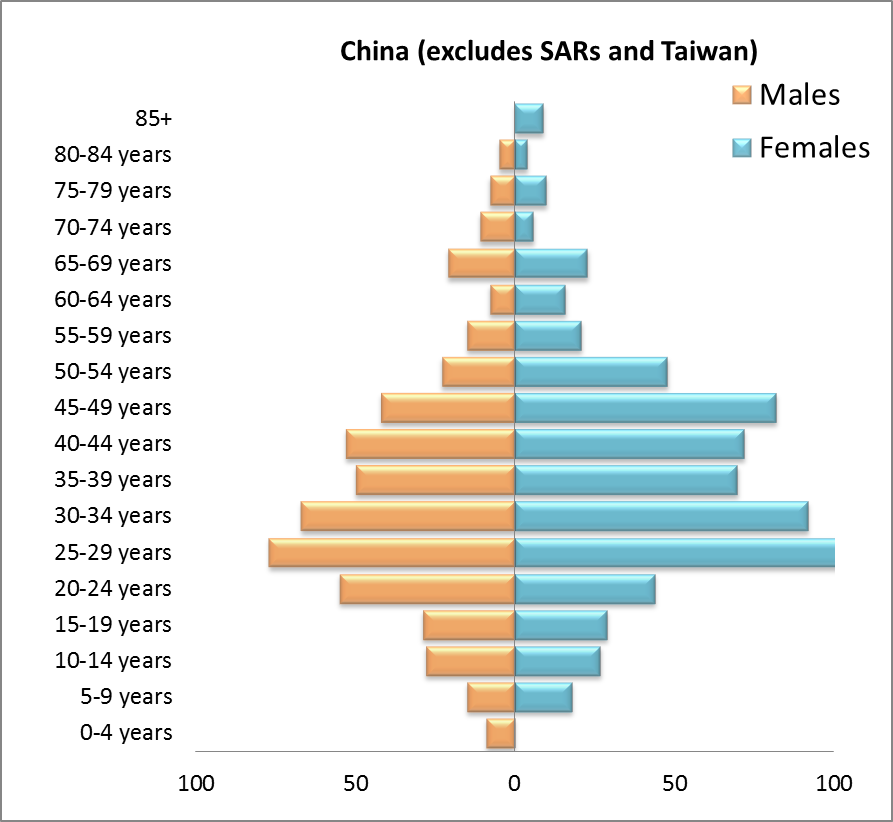 China (excludes SARs and Taiwan)
Males
Females
85+
80-84 years
75-79 years
70-74 years
65-69 years
60-64 years
55-59 years
50-54 years
45-49 years
40-44 years
35-39 years
30-34 years
25-29 years
20-24 years
15-19 years
10-14 years
5-9 years
0-4 years
100 50 0 50 100